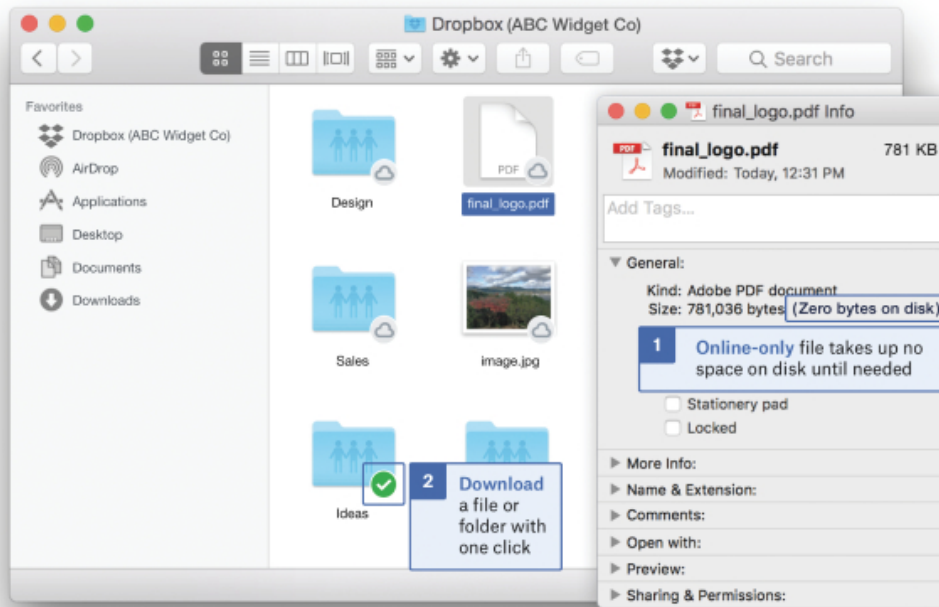 Dropbox (ABC Widget Co)
Search
Favorites
Dropbox (ABC Widget Co)
AirDrop
Applications
Desktop
Documents
Downloads
Design
PDF
final_logo.pdf
Sales
image.jpg
Ideas
2 Download
a file or
folder with
one click
final_logo.pdf Info
PDF
final_logo.pdf 781 KB
Modified: Today, 12:31 PM
Add Tags...
General:
Kind: Adobe PDF document
Size: 781,036 bytes (Zero bytes on disk)
1 Online-only file takes up no
space on disk until needed
Stationery pad
Locked
More Info:
Name & Extension:
Comments:
Open with:
Preview:
Sharing & Permissions: